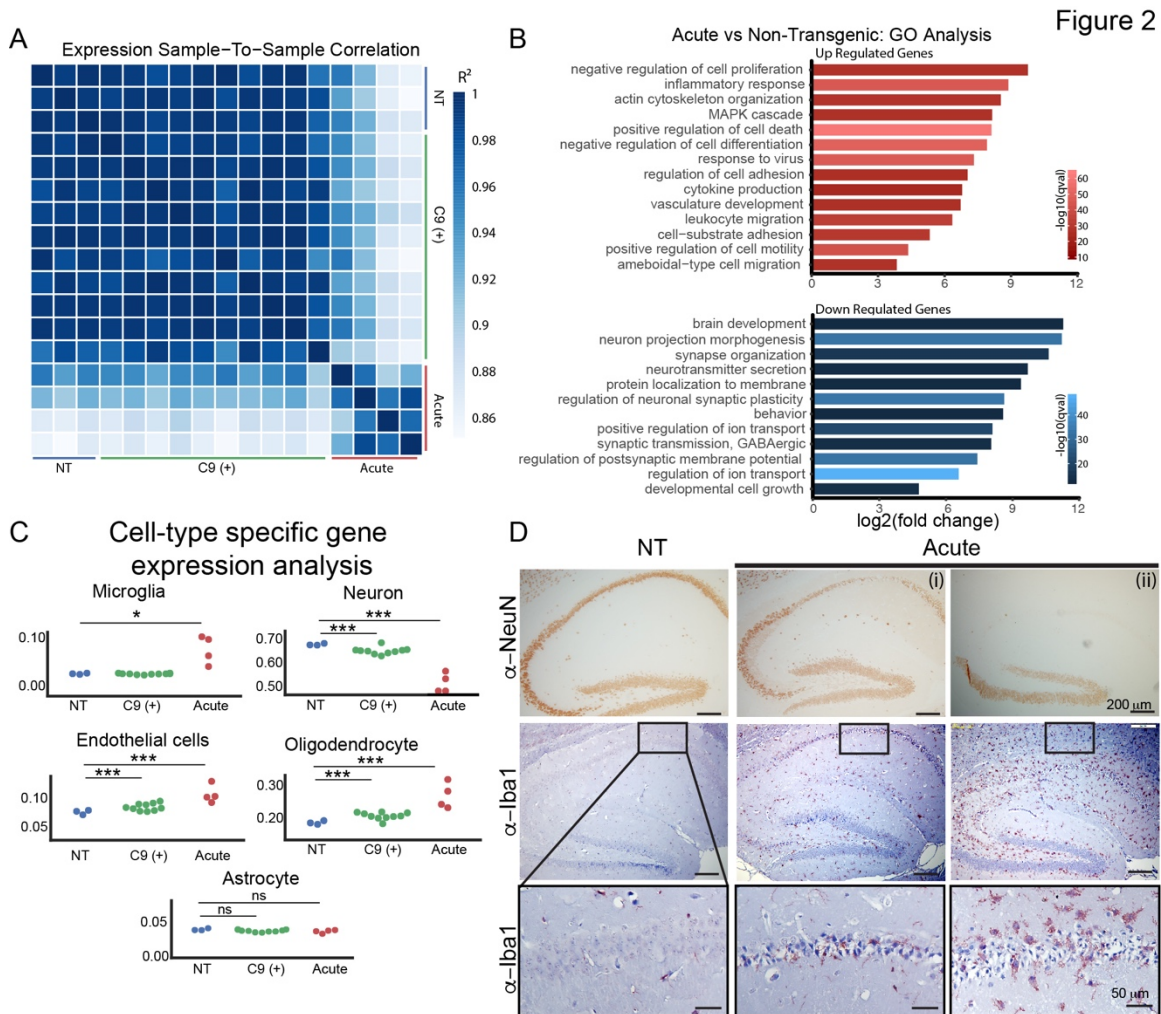 Figure 2
A
Expression Sample-To-Sample Correlation
R²
1
0.98
0.96
0.94
0.92
0.9
0.88
0.86
NT
C9 (+)
Acute
NT
C9 (+)
Acute
B
Acute vs Non-Transgenic: GO Analysis
Up Regulated Genes
negative regulation of cell proliferation
inflammatory response
actin cytoskeleton organization
MAPK cascade
positive regulation of cell death
negative regulation of cell differentiation
response to virus
regulation of cell adhesion
cytokine production
vasculature development
leukocyte migration
cell-substrate adhesion
positive regulation of cell motility
ameboidal-type cell migration
0 3 6 9 12
-log10(qval)
60
50
40
30
20
10
Down Regulated Genes
brain development
neuron projection morphogenesis
synapse organization
neurotransmitter secretion
protein localization to membrane
regulation of neuronal synaptic plasticity
behavior
positive regulation of ion transport
synaptic transmission, GABAergic
regulation of postsynaptic membrane potential
regulation of ion transport
developmental cell growth
0 3 6 9 12
log2(fold change)
-log10(qval)
40
30
20
C
Cell-type specific gene
expression analysis
Microglia
*
0.10
0.00
NT C9 (+) Acute
Neuron
***
***
0.70
0.60
0.50
NT C9 (+) Acute
Endothelial cells
***
***
0.10
0.05
NT C9 (+) Acute
Oligodendrocyte
***
***
0.30
0.20
NT C9 (+) Acute
Astrocyte
ns
ns
0.05
0.00
NT C9 (+) Acute
D
NT Acute
(i) (ii)
α-NeuN
200 μm
α-Iba1
α-Iba1
50 μm